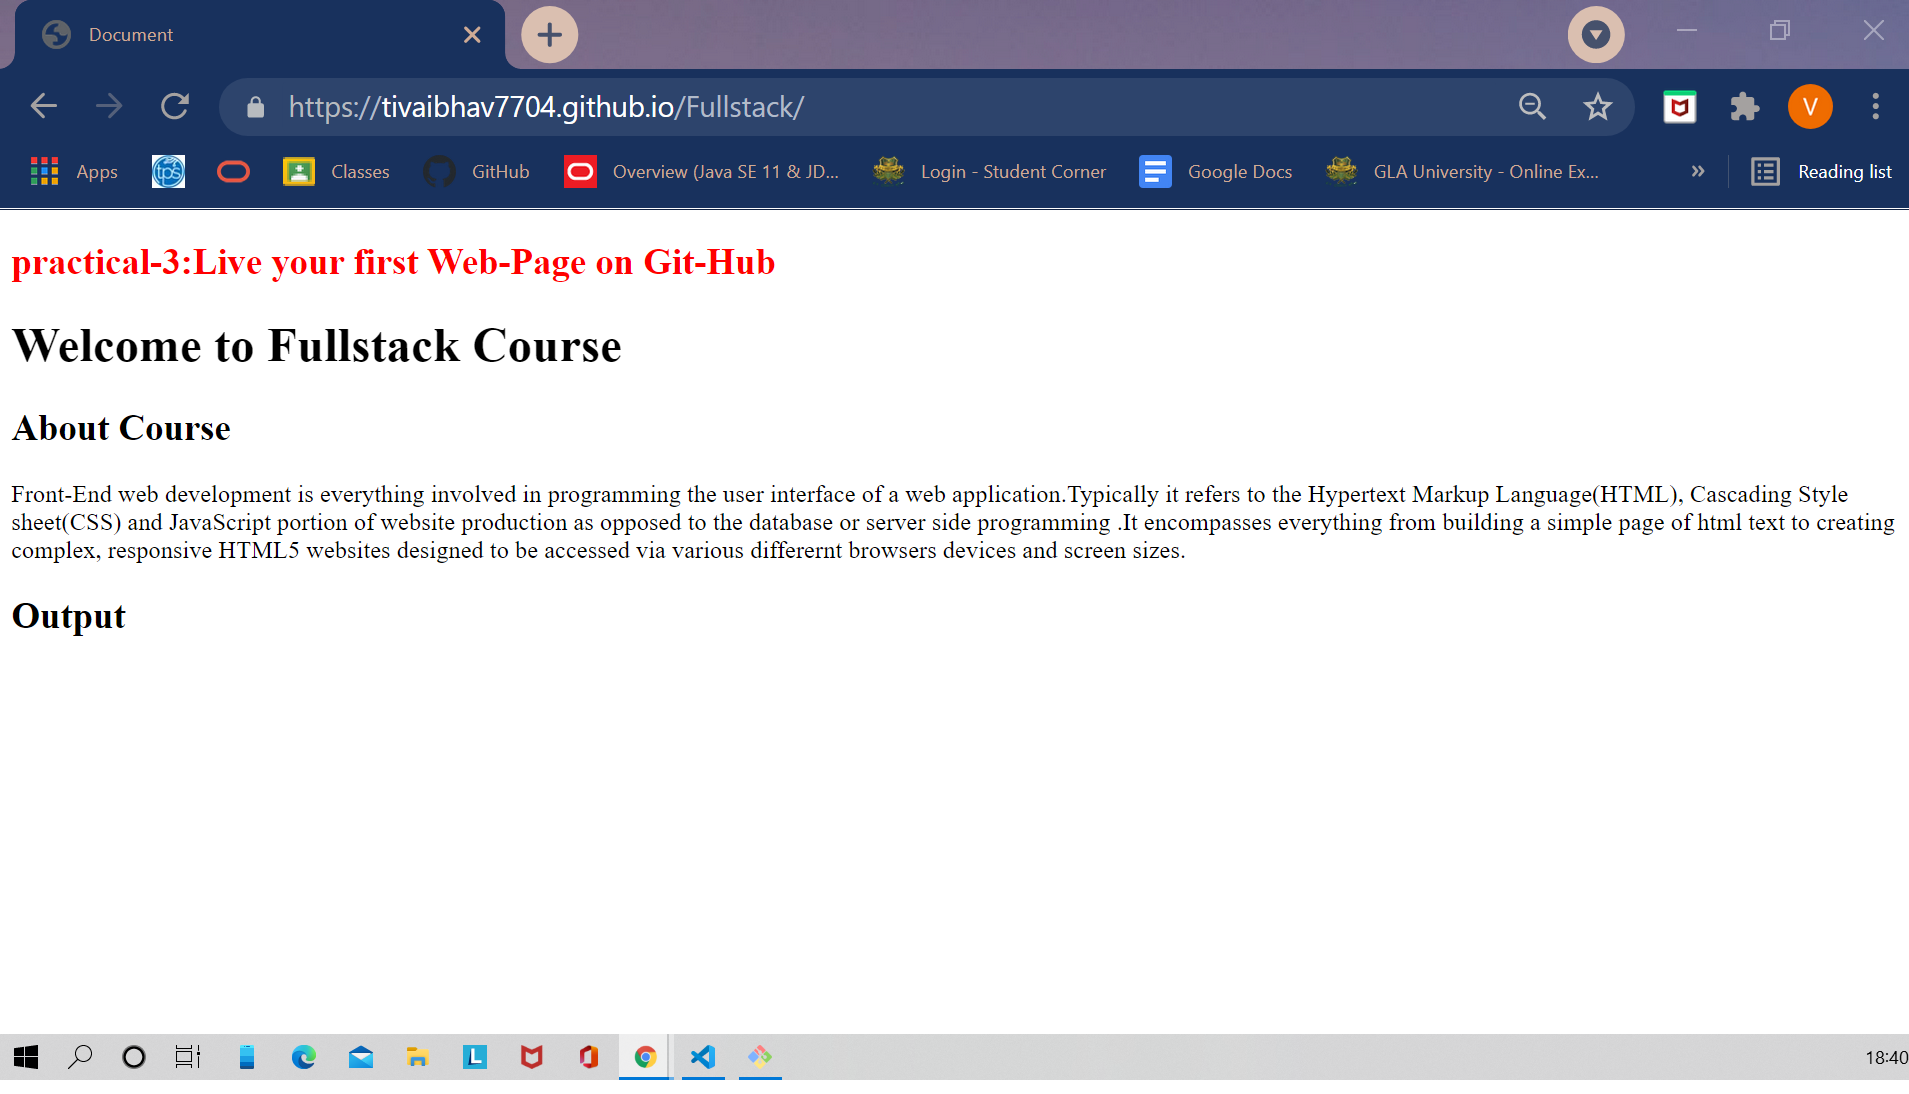 Document
https://tivaibhav7704.github.io/Fullstack/
V
Apps
tps
Classes
GitHub
Overview (Java SE 11 & JD...
Login - Student Corner
Google Docs
GLA University - Online Ex...
»
Reading list
practical-3:Live your first Web-Page on Git-Hub
Welcome to Fullstack Course
About Course
Front-End web development is everything involved in programming the user interface of a web application.Typically it refers to the Hypertext Markup Language(HTML), Cascading Style
sheet(CSS) and JavaScript portion of website production as opposed to the database or server side programming .It encompasses everything from building a simple page of html text to creating
complex, responsive HTML5 websites designed to be accessed via various differernt browsers devices and screen sizes.
Output
L
18:40